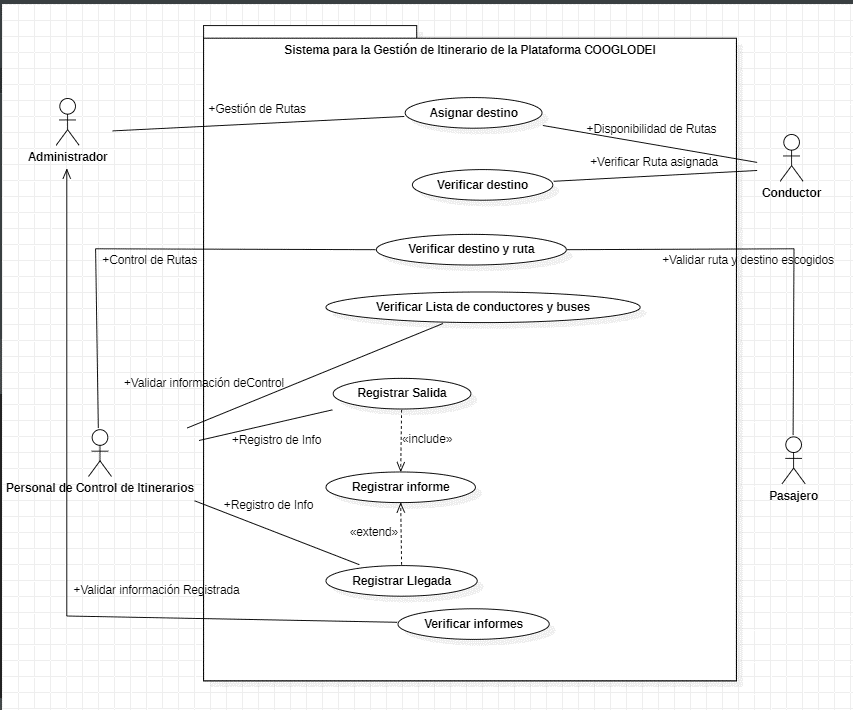 Sistema para la Gestión de Itinerario de la Plataforma COOGLODEI
+Gestión de Rutas
Asignar destino
+Disponibilidad de Rutas
Administrador
+Verificar Ruta asignada
Verificar destino
Conductor
Verificar destino y ruta
+Control de Rutas
+Validar ruta y destino escogidos
Verificar Lista de conductores y buses
+Validar información deControl
Registrar Salida
+Registro de Info
«include»
Personal de Control de Itinerarios
Registrar informe
Pasajero
+Registro de Info
«extend»
Registrar Llegada
+Validar información Registrada
Verificar informes